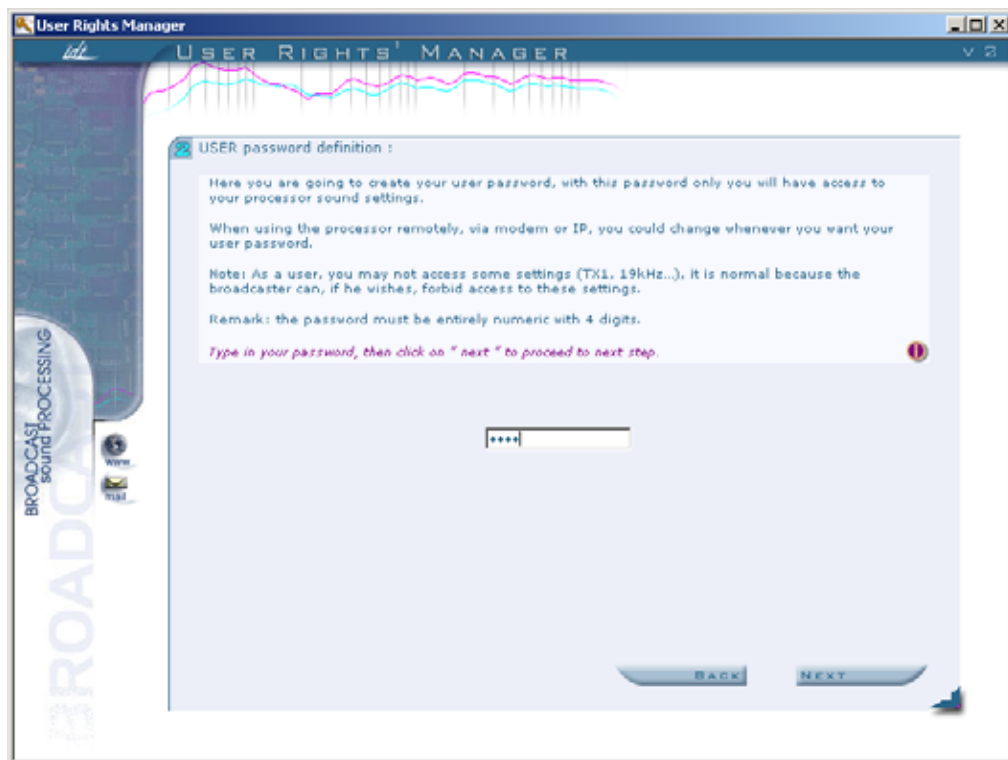 User Rights Manager
idt
USER RIGHTS' MANAGER
V 2
USER password definition :
Here you are going to create your user password, with this password only you will have access to
your processor sound settings.
When using the processor remotely, via modem or IP, you could change whenever you want your
user password.
Note: As a user, you may not access some settings (TX1, 19kHz...), it is normal because the
broadcaster can, if he wishes, forbid access to these settings.
Remark: the password must be entirely numeric with 4 digits.
Type in your password, then click on " next " to proceed to next step.
BROADCAST
sound PROCESSING
www
mail
BROADCAST
BACK
NEXT